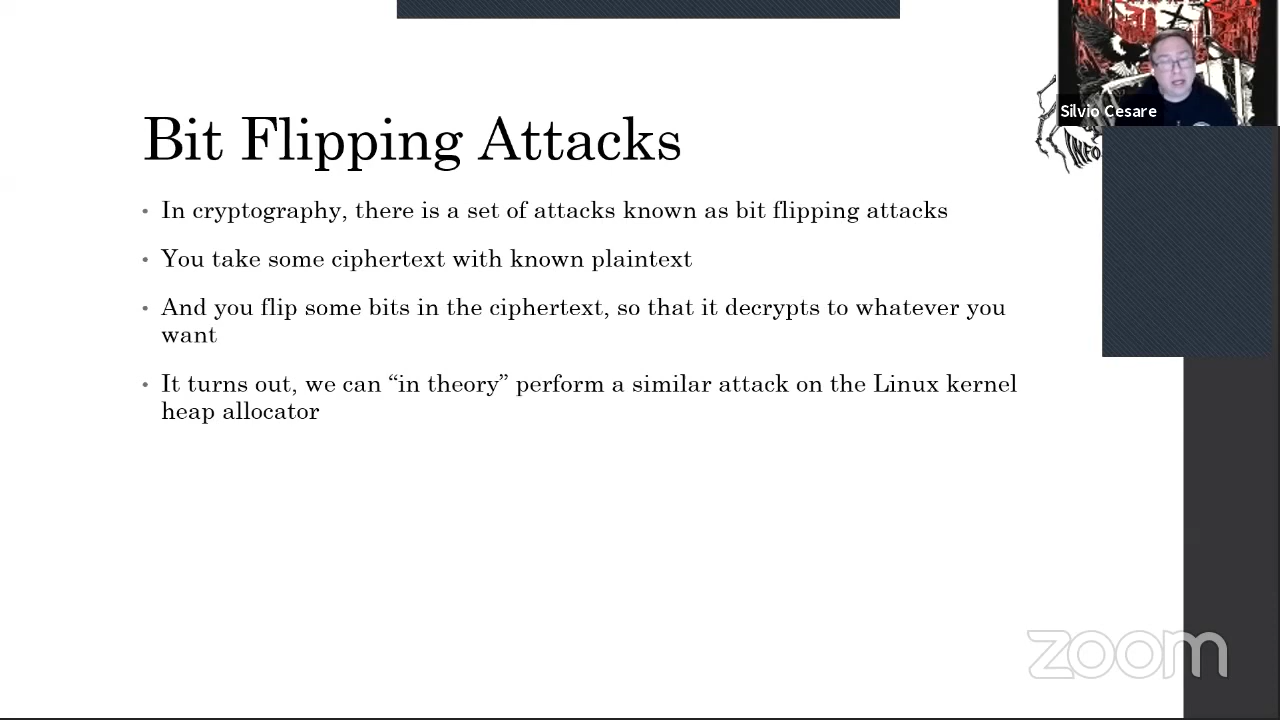 Silvio Cesare
INFO
Bit Flipping Attacks
• In cryptography, there is a set of attacks known as bit flipping attacks
• You take some ciphertext with known plaintext
• And you flip some bits in the ciphertext, so that it decrypts to whatever you
want
• It turns out, we can “in theory” perform a similar attack on the Linux kernel
heap allocator
zoom